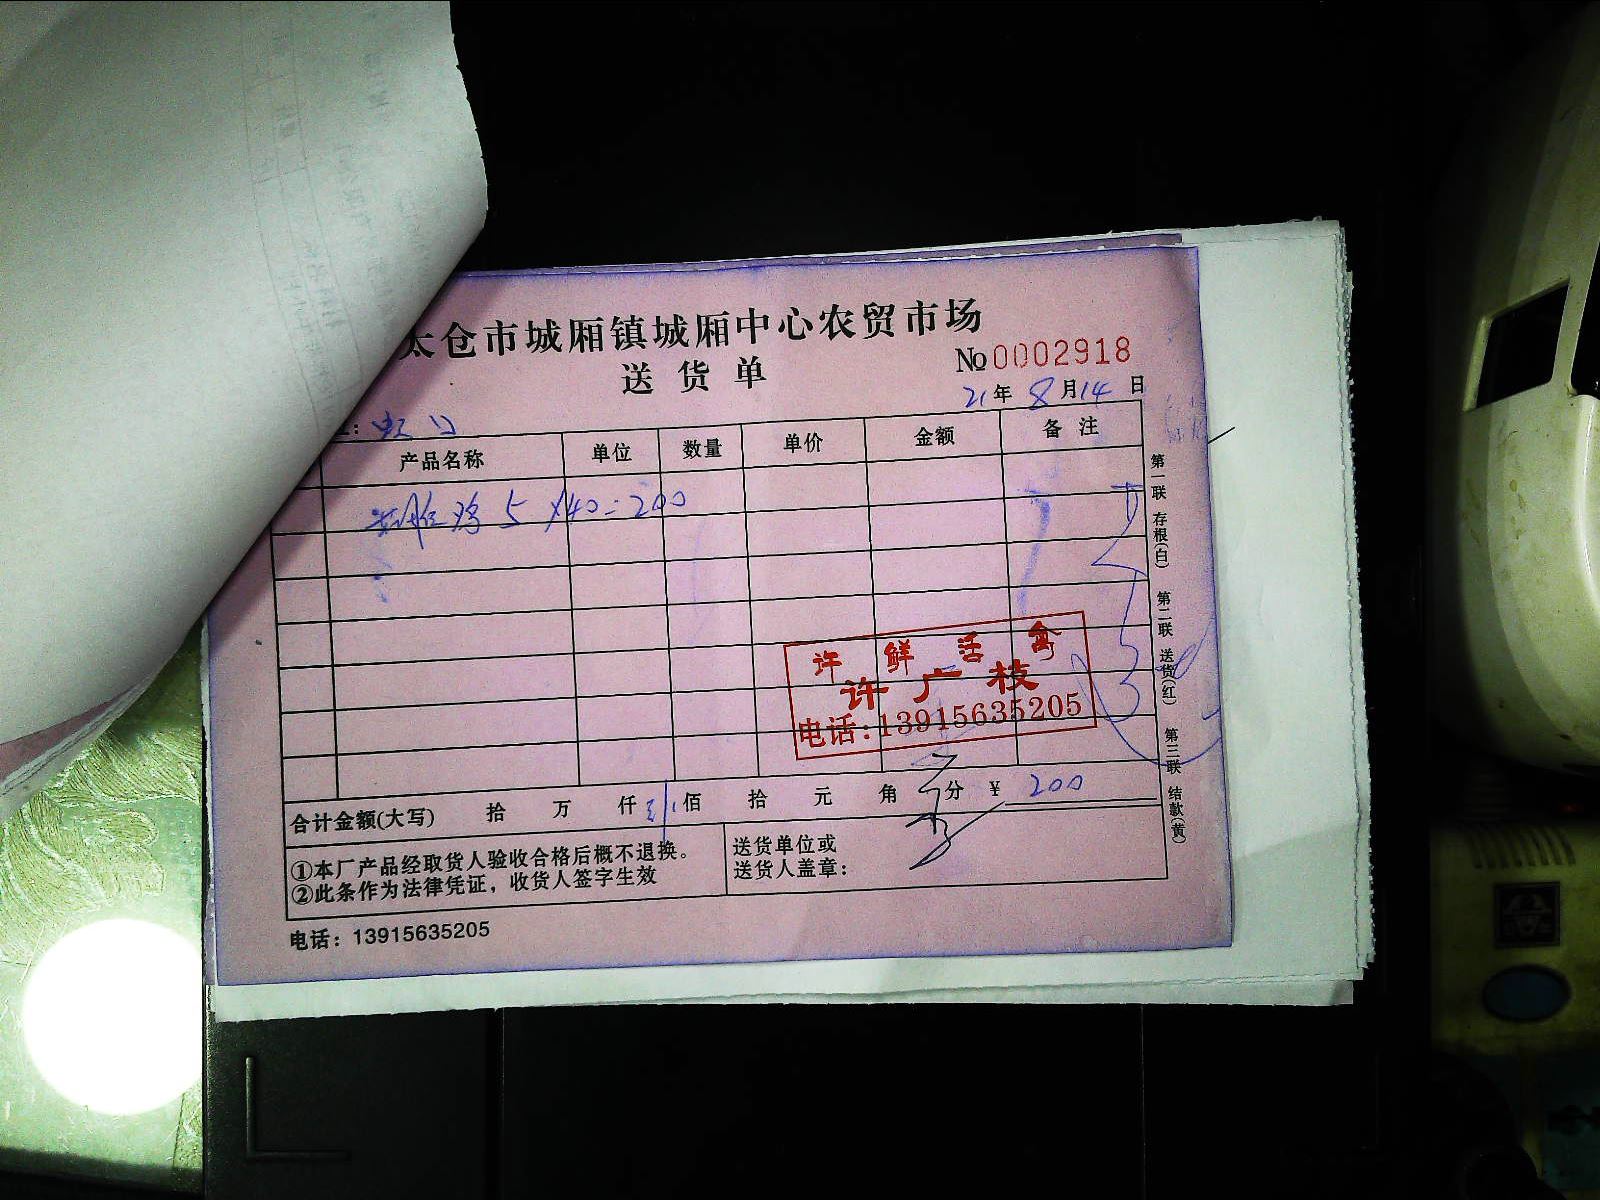 太仓市城厢镇城厢中心农贸市场
送货单
№0002918
21年8月14日
虹口
产品名称 单位 数量 单价 金额 备注
鸡 5 X40=200
许鲜活禽
许广枝
电话:13915635205
合计金额(大写) 拾 万 仟 佰 拾 元 角 分 ¥ 200
①本厂产品经取货人验收合格后概不退换。
②此条作为法律凭证，收货人签字生效
送货单位或
送货人盖章：
电话：13915635205
第一联 存根(白) 第二联 送货(红) 第三联 结款(黄)